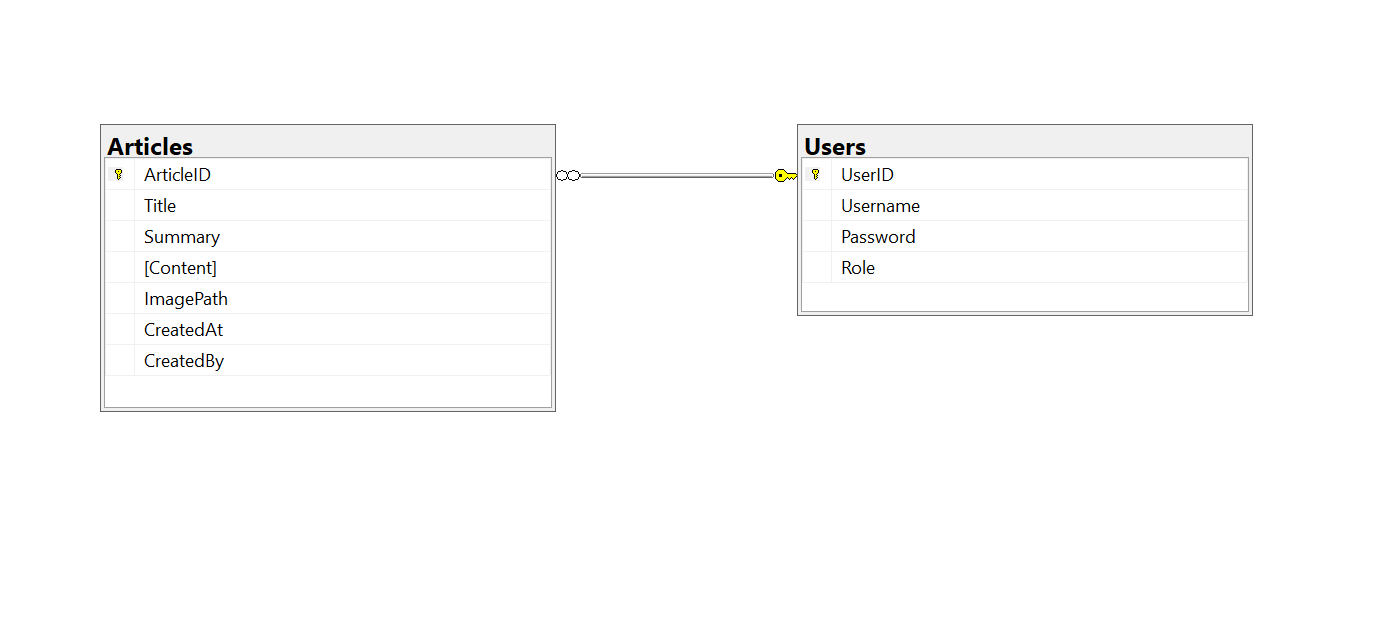 Articles
ArticleID
Title
Summary
[Content]
ImagePath
CreatedAt
CreatedBy
Users
UserID
Username
Password
Role